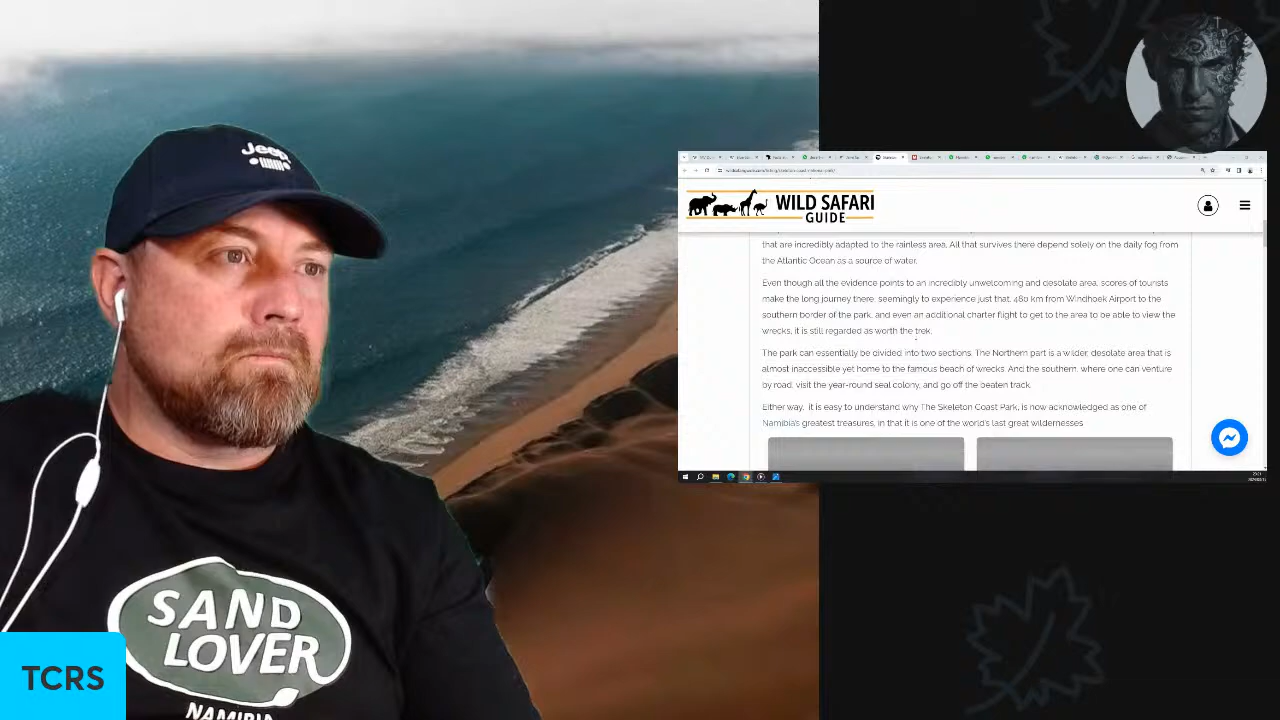 Jeep
SAND
LOVER
NAMIBIA
TCRS
WILD SAFARI
GUIDE
that are incredibly adapted to the rainless area. All that survives there depend solely on the daily fog from
the Atlantic Ocean as a source of water.
Even though all the evidence points to an incredibly unwelcoming and desolate area, scores of tourists
make the long journey there, seemingly to experience just that. 480 km from Windhoek Airport to the
southern border of the park, and even an additional charter flight to get to the area to be able to view the
wrecks, it is still regarded as worth the trek.
The park can essentially be divided into two sections. The Northern part is a wilder, desolate area that is
almost inaccessible yet home to the famous beach of wrecks. And the southern, where one can venture
by road, visit the year-round seal colony, and go off the beaten track.
Either way, it is easy to understand why The Skeleton Coast Park, is now acknowledged as one of
Namibia's greatest treasures, in that it is one of the world's last great wildernesses